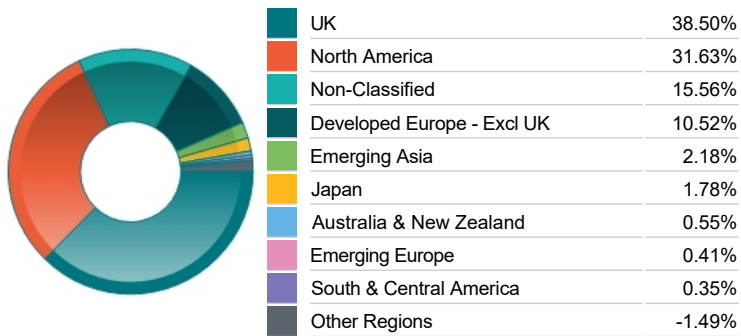 UK 38.50%
North America 31.63%
Non-Classified 15.56%
Developed Europe - Excl UK 10.52%
Emerging Asia 2.18%
Japan 1.78%
Australia & New Zealand 0.55%
Emerging Europe 0.41%
South & Central America 0.35%
Other Regions -1.49%